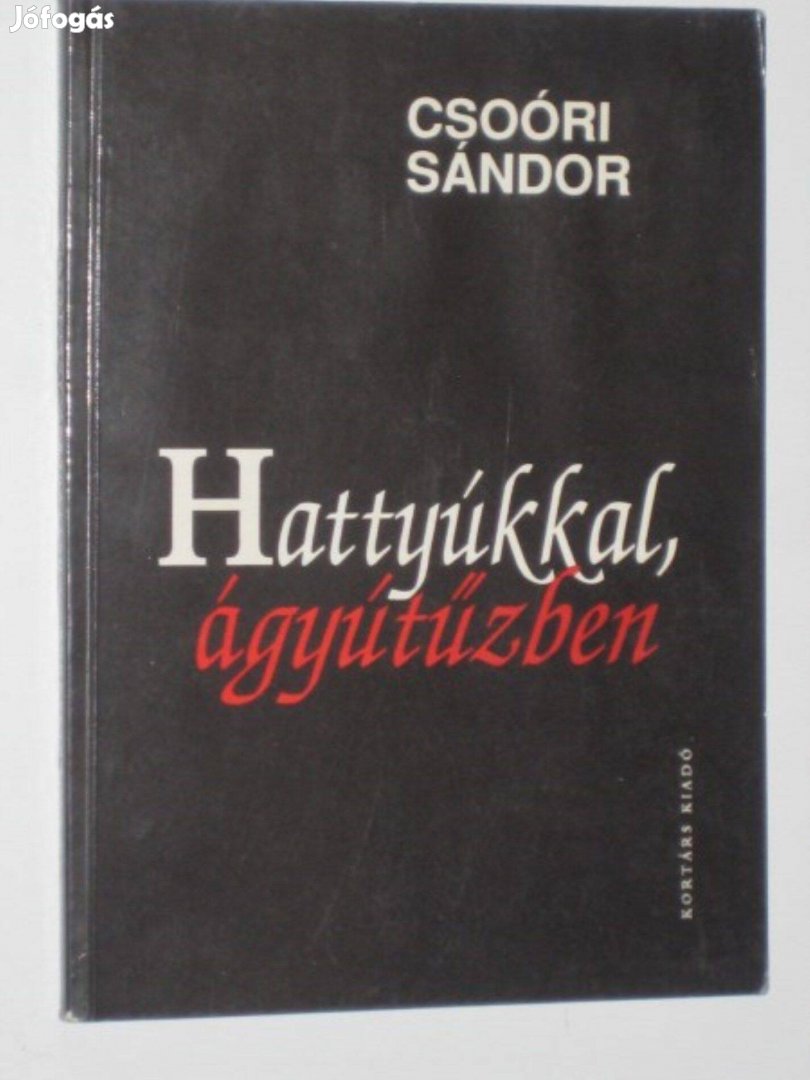 Jófogás
CSOÓRI
SÁNDOR
Hattyúkkal,
ágyútűzben
KORTÁRS KIADÓ